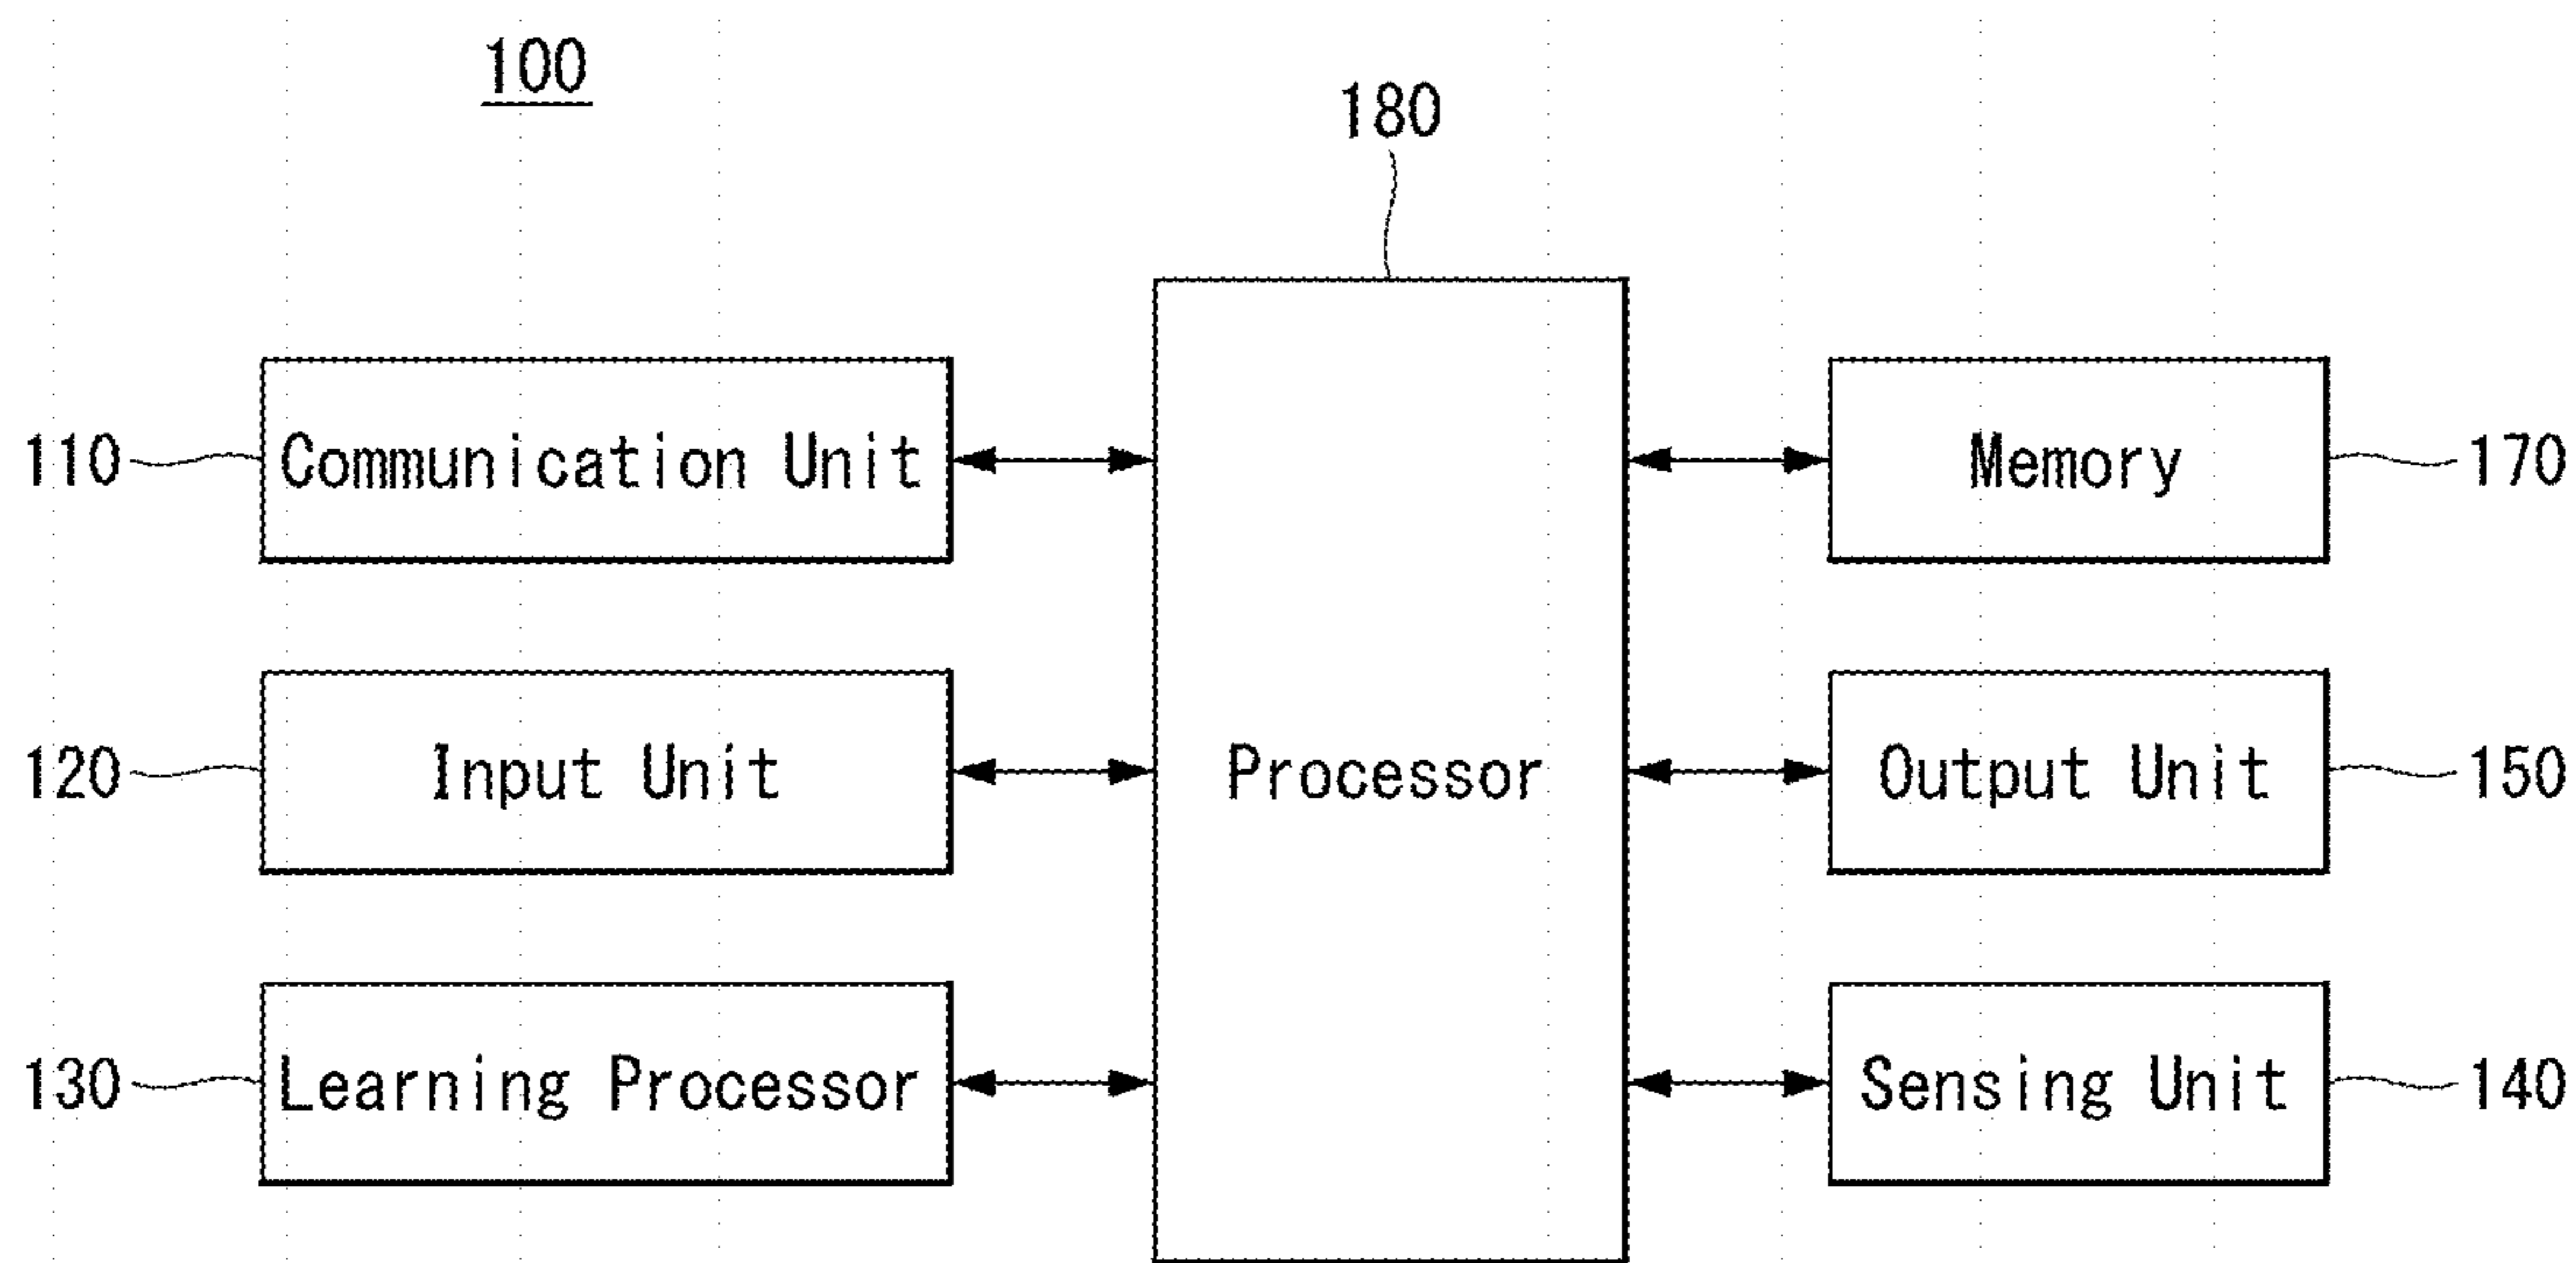 100
180
110 Communication Unit
Memory 170
120 Input Unit
Processor
Output Unit 150
130 Learning Processor
Sensing Unit 140